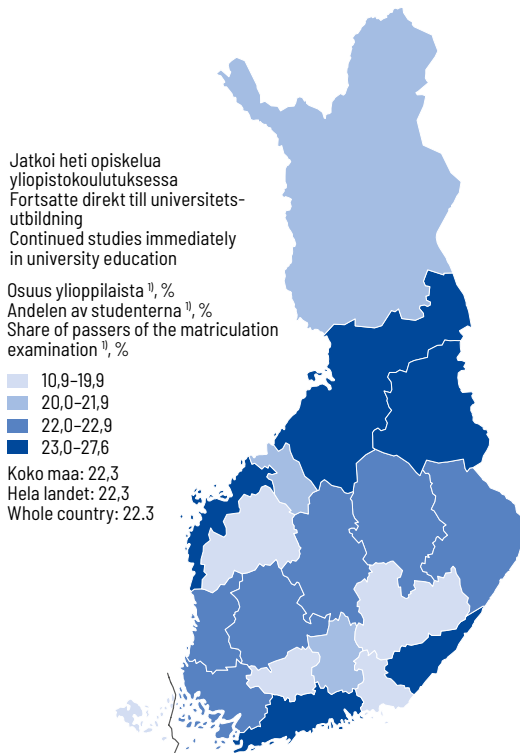 Jatkoi heti opiskelua
yliopistokoulutuksessa
Fortsatte direkt till universitets-
utbildning
Continued studies immediately
in university education
Osuus ylioppilaista ¹⁾, %
Andelen av studenterna ¹⁾, %
Share of passers of the matriculation
examination ¹⁾, %
10,9–19,9
20,0–21,9
22,0–22,9
23,0–27,6
Koko maa: 22,3
Hela landet: 22,3
Whole country: 22.3